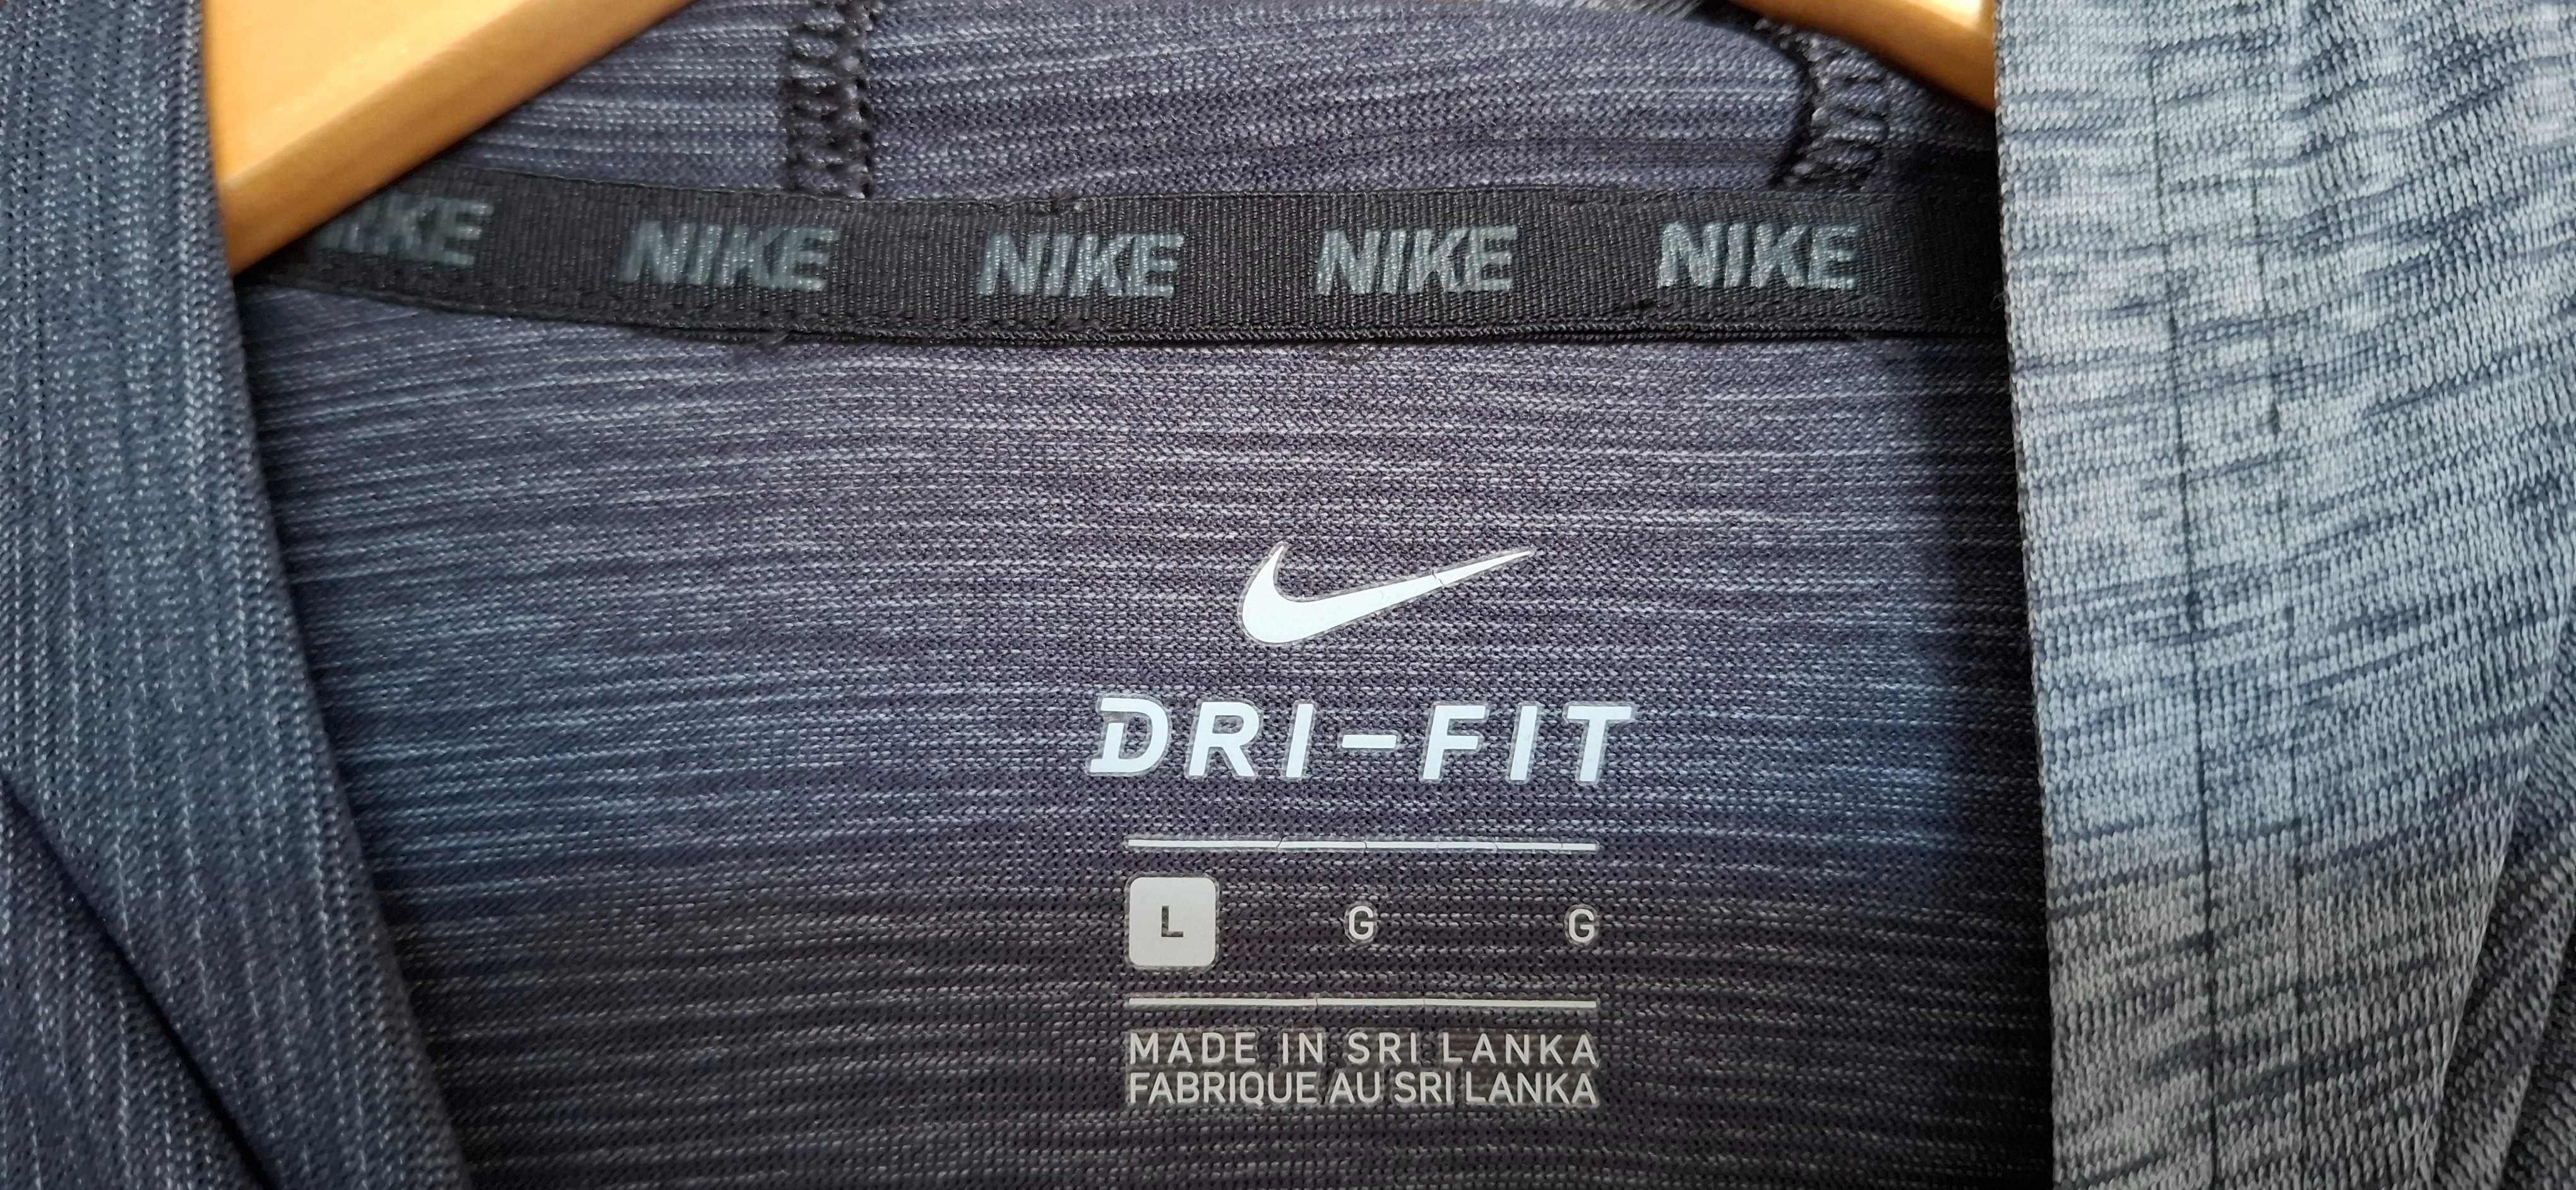 NIKE NIKE NIKE NIKE NIKE
DRI-FIT
L G G
MADE IN SRI LANKA
FABRIQUE AU SRI LANKA